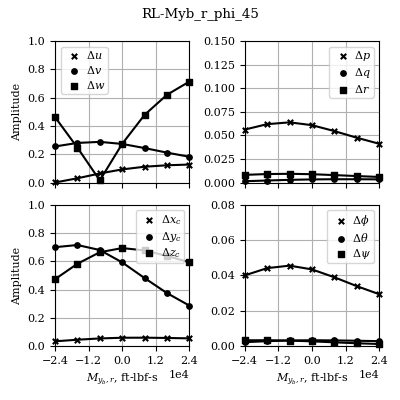 RL-Myb_r_phi_45
Amplitude
1.0
0.8
0.6
0.4
0.2
0.0
Δu
Δv
Δw
0.150
0.125
0.100
0.075
0.050
0.025
0.000
Δp
Δq
Δr
Amplitude
1.0
0.8
0.6
0.4
0.2
0.0
Δx_c
Δy_c
Δz_c
−2.4 −1.2 0.0 1.2 2.4
1e4
M_{y_b,r}, ft-lbf-s
0.08
0.06
0.04
0.02
0.00
Δϕ
Δθ
Δψ
−2.4 −1.2 0.0 1.2 2.4
1e4
M_{y_b,r}, ft-lbf-s